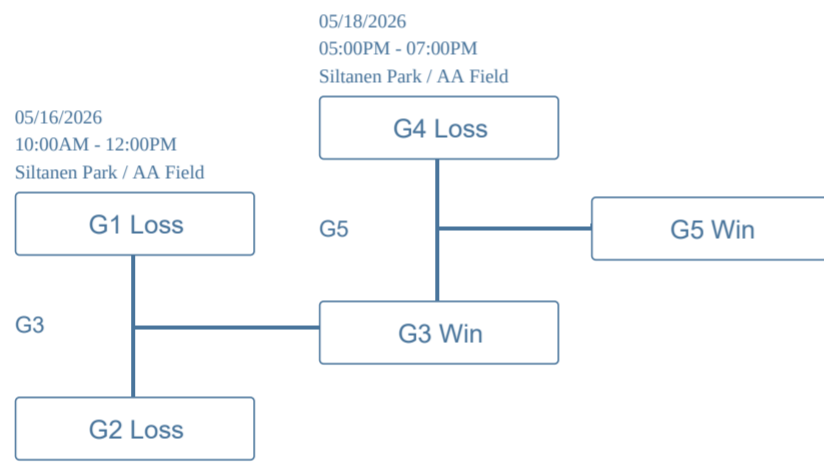 05/18/2026
05:00PM - 07:00PM
Siltanen Park / AA Field
G4 Loss
05/16/2026
10:00AM - 12:00PM
Siltanen Park / AA Field
G1 Loss
G5
G5 Win
G3
G3 Win
G2 Loss